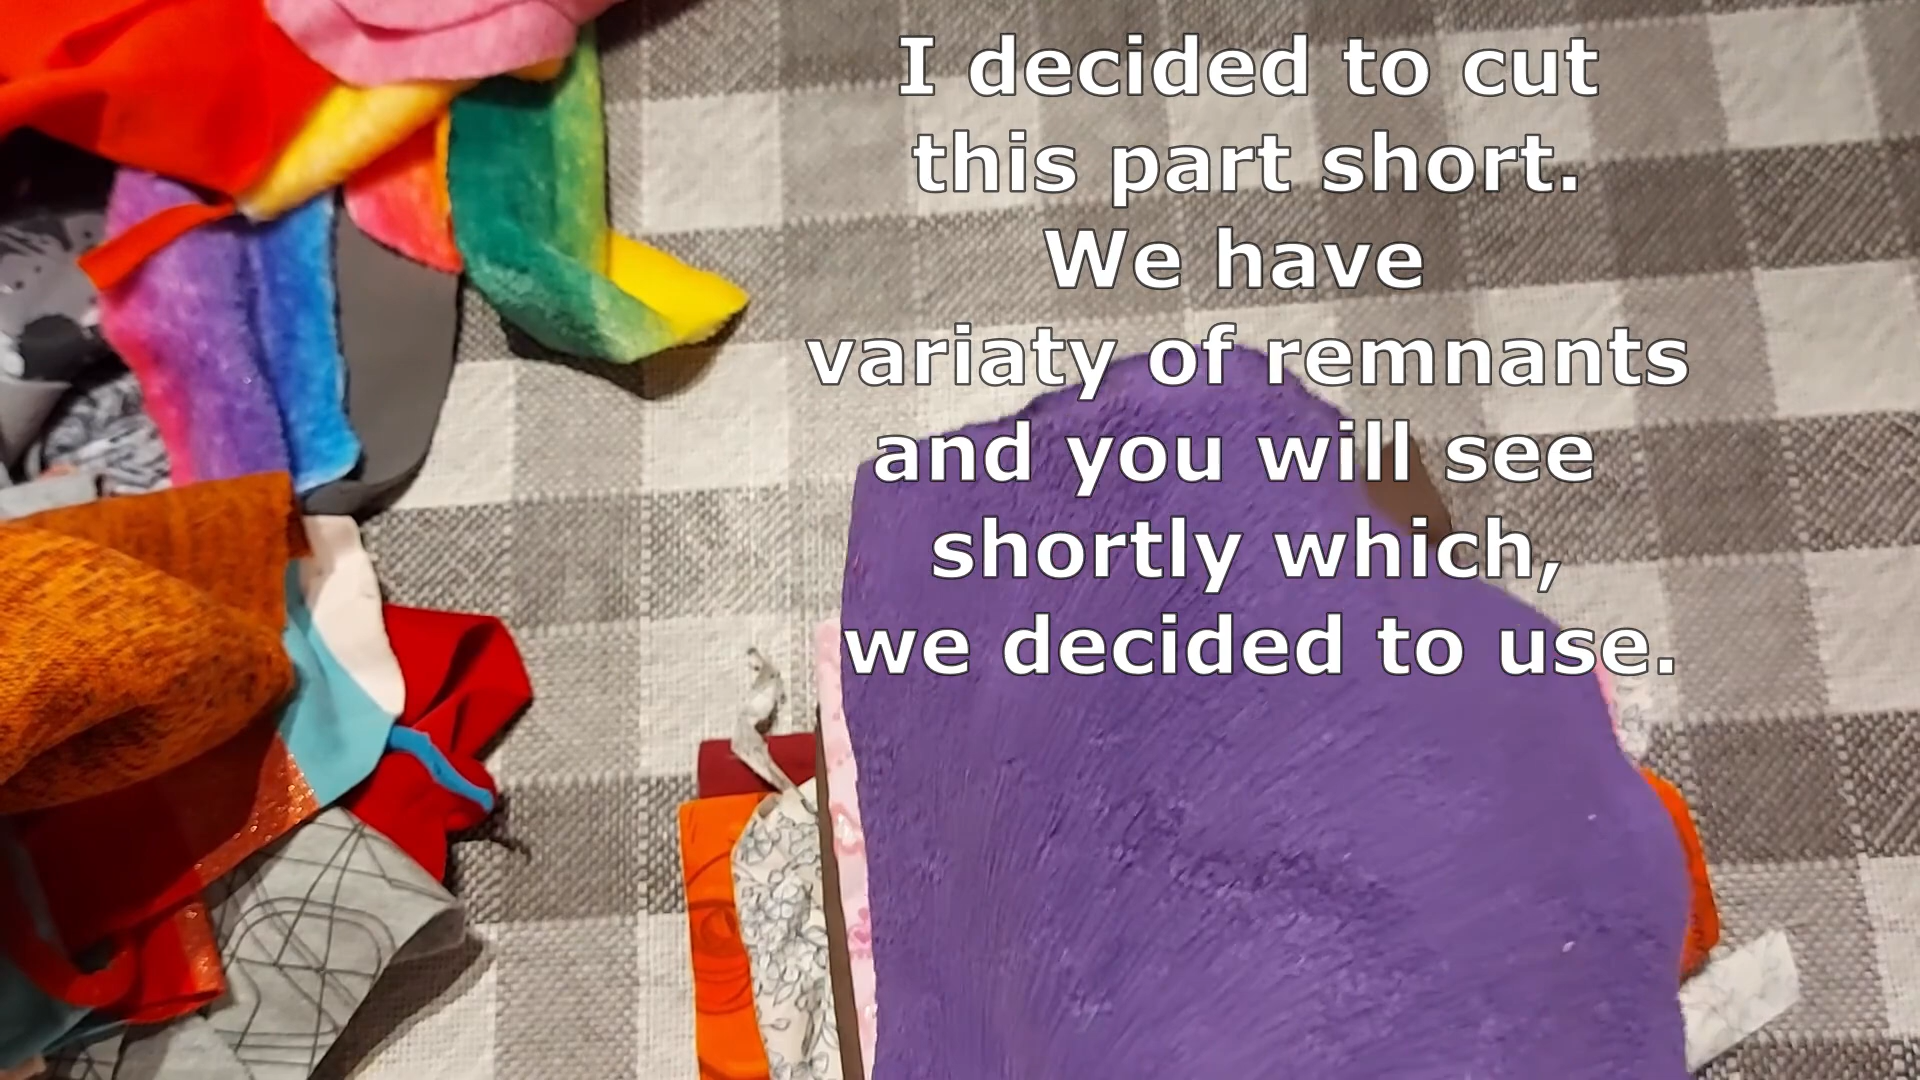 I decided to cut
this part short.
We have
variaty of remnants
and you will see
shortly which,
we decided to use.